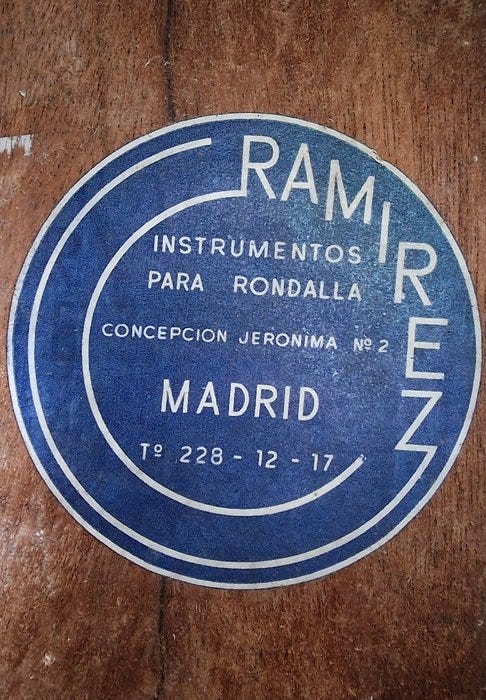 RAMIREZ
INSTRUMENTOS
PARA RONDALLA
CONCEPCION JERONIMA Nº 2
MADRID
Tº 228 - 12 - 17